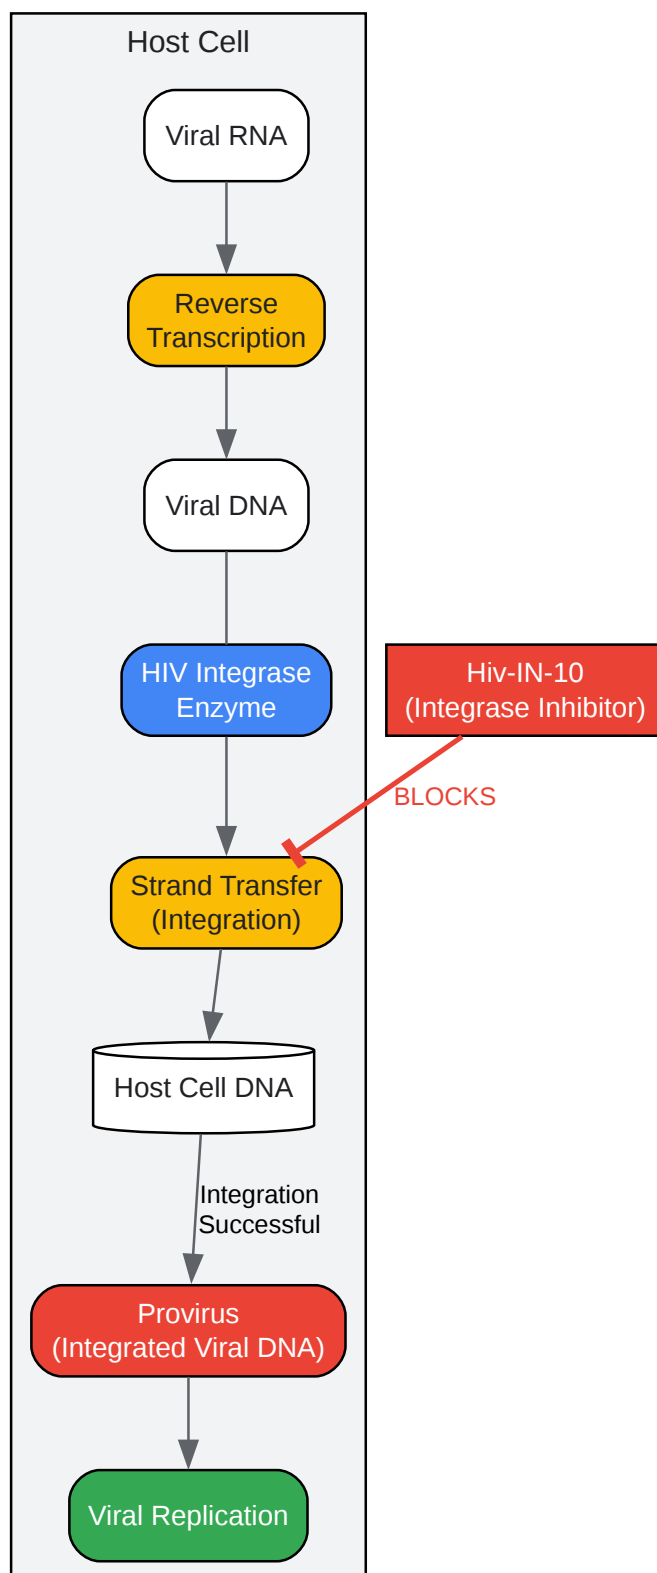 Host Cell
Viral RNA
Reverse
Transcription
Viral DNA
HIV Integrase
Enzyme
Hiv-IN-10
(Integrase Inhibitor)
BLOCKS
Strand Transfer
(Integration)
Host Cell DNA
Integration
Successful
Provirus
(Integrated Viral DNA)
Viral Replication